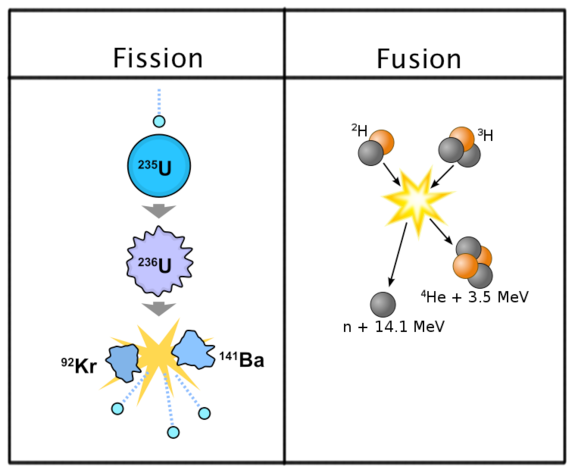 Fission
Fusion
²³⁵U
²³⁶U
⁹²Kr
¹⁴¹Ba
²H
³H
⁴He + 3.5 MeV
n + 14.1 MeV